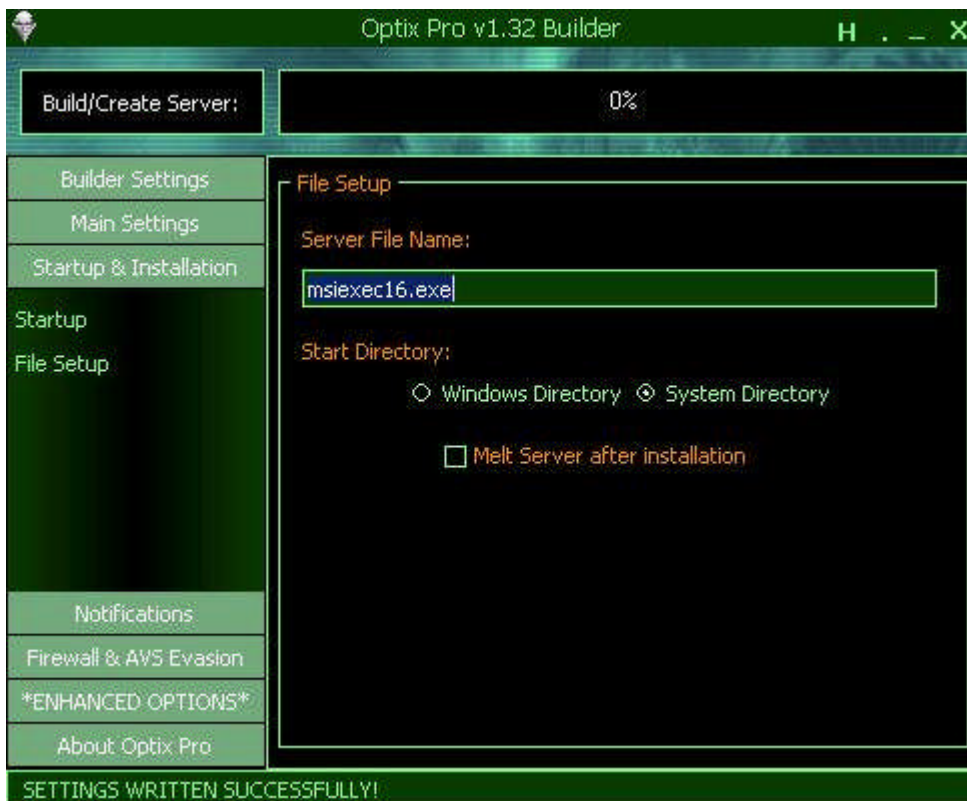 Optix Pro v1.32 Builder
H . _ X
Build/Create Server:
0%
Builder Settings
Main Settings
Startup & Installation
Startup
File Setup
Notifications
Firewall & AVS Evasion
*ENHANCED OPTIONS*
About Optix Pro
File Setup
Server File Name:
msiexec16.exe
Start Directory:
Windows Directory System Directory
Melt Server after installation
SETTINGS WRITTEN SUCCESSFULLY!